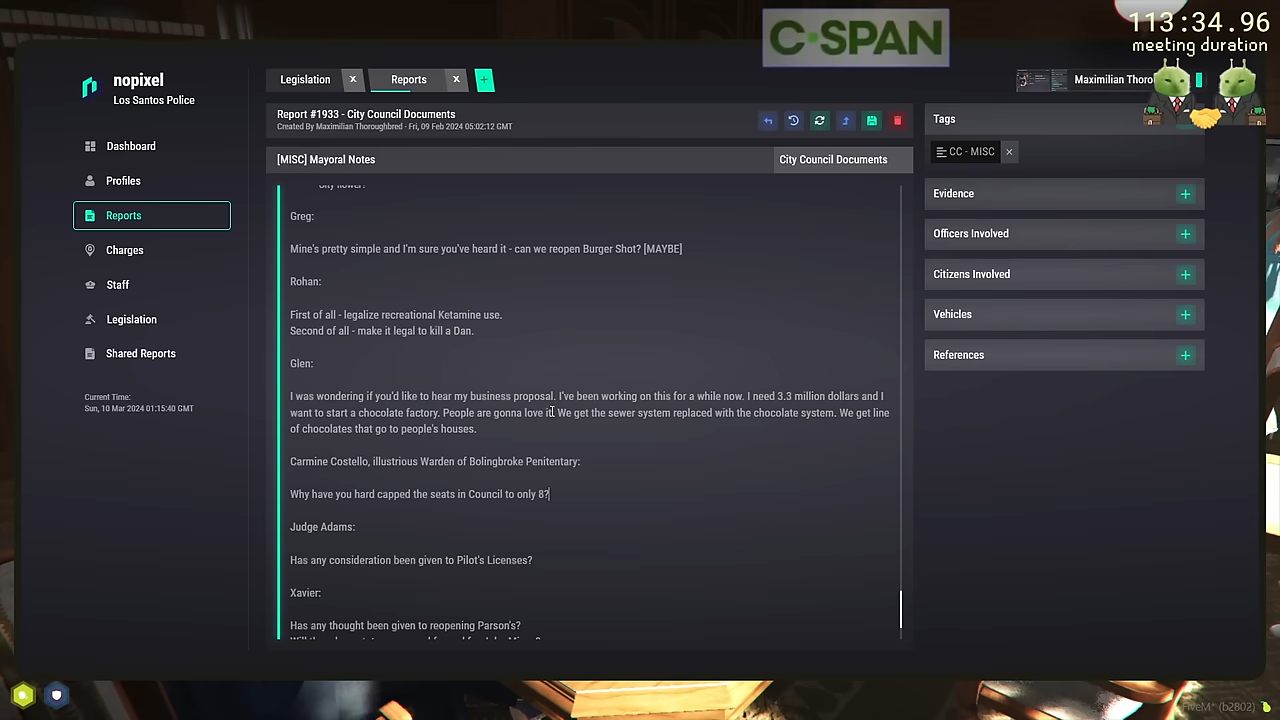 C·SPAN
113:34.96
meeting duration
nopixel
Los Santos Police
Legislation x
Reports x
+
Maximilian Thoro
Report #1933 - City Council Documents
Created By Maximilian Thoroughbred - Fri, 09 Feb 2024 05:02:12 GMT
[MISC] Mayoral Notes
City Council Documents
Dashboard
Profiles
Reports
Charges
Staff
Legislation
Shared Reports
Current Time:
Sun, 10 Mar 2024 01:15:40 GMT
City flower?
Greg:
Mine's pretty simple and I'm sure you've heard it - can we reopen Burger Shot? [MAYBE]
Rohan:
First of all - legalize recreational Ketamine use.
Second of all - make it legal to kill a Dan.
Glen:
I was wondering if you'd like to hear my business proposal. I've been working on this for a while now. I need 3.3 million dollars and I
want to start a chocolate factory. People are gonna love it. We get the sewer system replaced with the chocolate system. We get line
of chocolates that go to people's houses.
Carmine Costello, illustrious Warden of Bolingbroke Penitentary:
Why have you hard capped the seats in Council to only 8?
Judge Adams:
Has any consideration been given to Pilot's Licenses?
Xavier:
Has any thought been given to reopening Parson's?
Tags
CC - MISC x
Evidence +
Officers Involved +
Citizens Involved +
Vehicles +
References +
FiveM* (b2802)